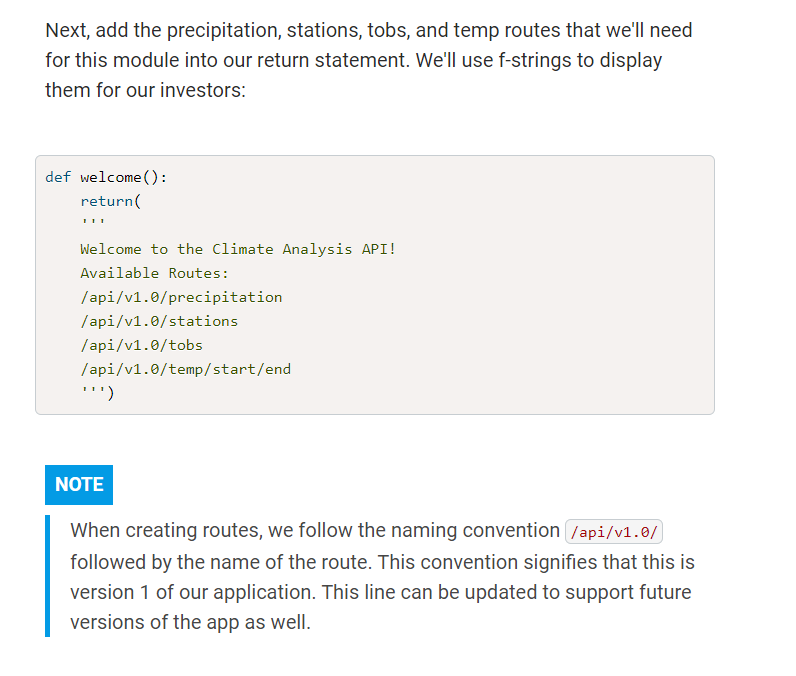 Next, add the precipitation, stations, tobs, and temp routes that we'll need
for this module into our return statement. We'll use f-strings to display
them for our investors:
def welcome():
    return(
    '''
    Welcome to the Climate Analysis API!
    Available Routes:
    /api/v1.0/precipitation
    /api/v1.0/stations
    /api/v1.0/tobs
    /api/v1.0/temp/start/end
    ''')
NOTE
When creating routes, we follow the naming convention /api/v1.0/
followed by the name of the route. This convention signifies that this is
version 1 of our application. This line can be updated to support future
versions of the app as well.